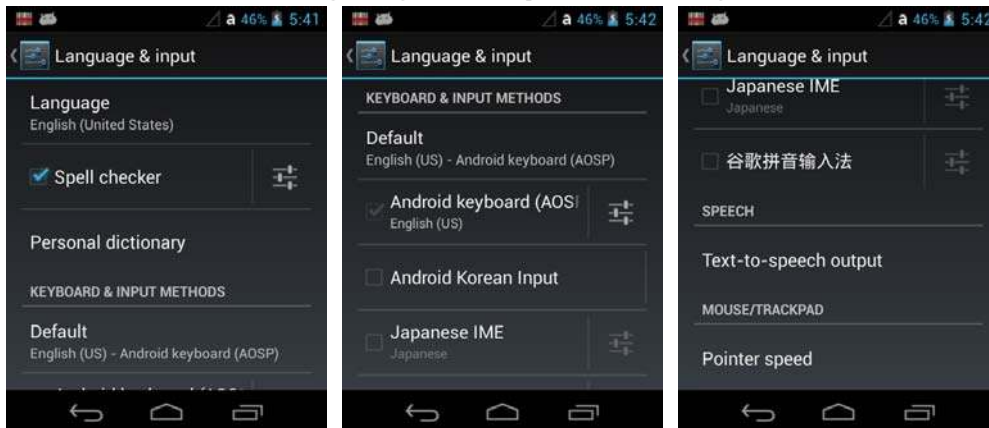 a 46% 5:41
Language & input
Language
English (United States)
Spell checker
Personal dictionary
KEYBOARD & INPUT METHODS
Default
English (US) - Android keyboard (AOSP)
a 46% 5:42
Language & input
KEYBOARD & INPUT METHODS
Default
English (US) - Android keyboard (AOSP)
Android keyboard (AOSP
English (US)
Android Korean Input
Japanese IME
Japanese
a 46% 5:42
Language & input
Japanese IME
Japanese
谷歌拼音输入法
SPEECH
Text-to-speech output
MOUSE/TRACKPAD
Pointer speed